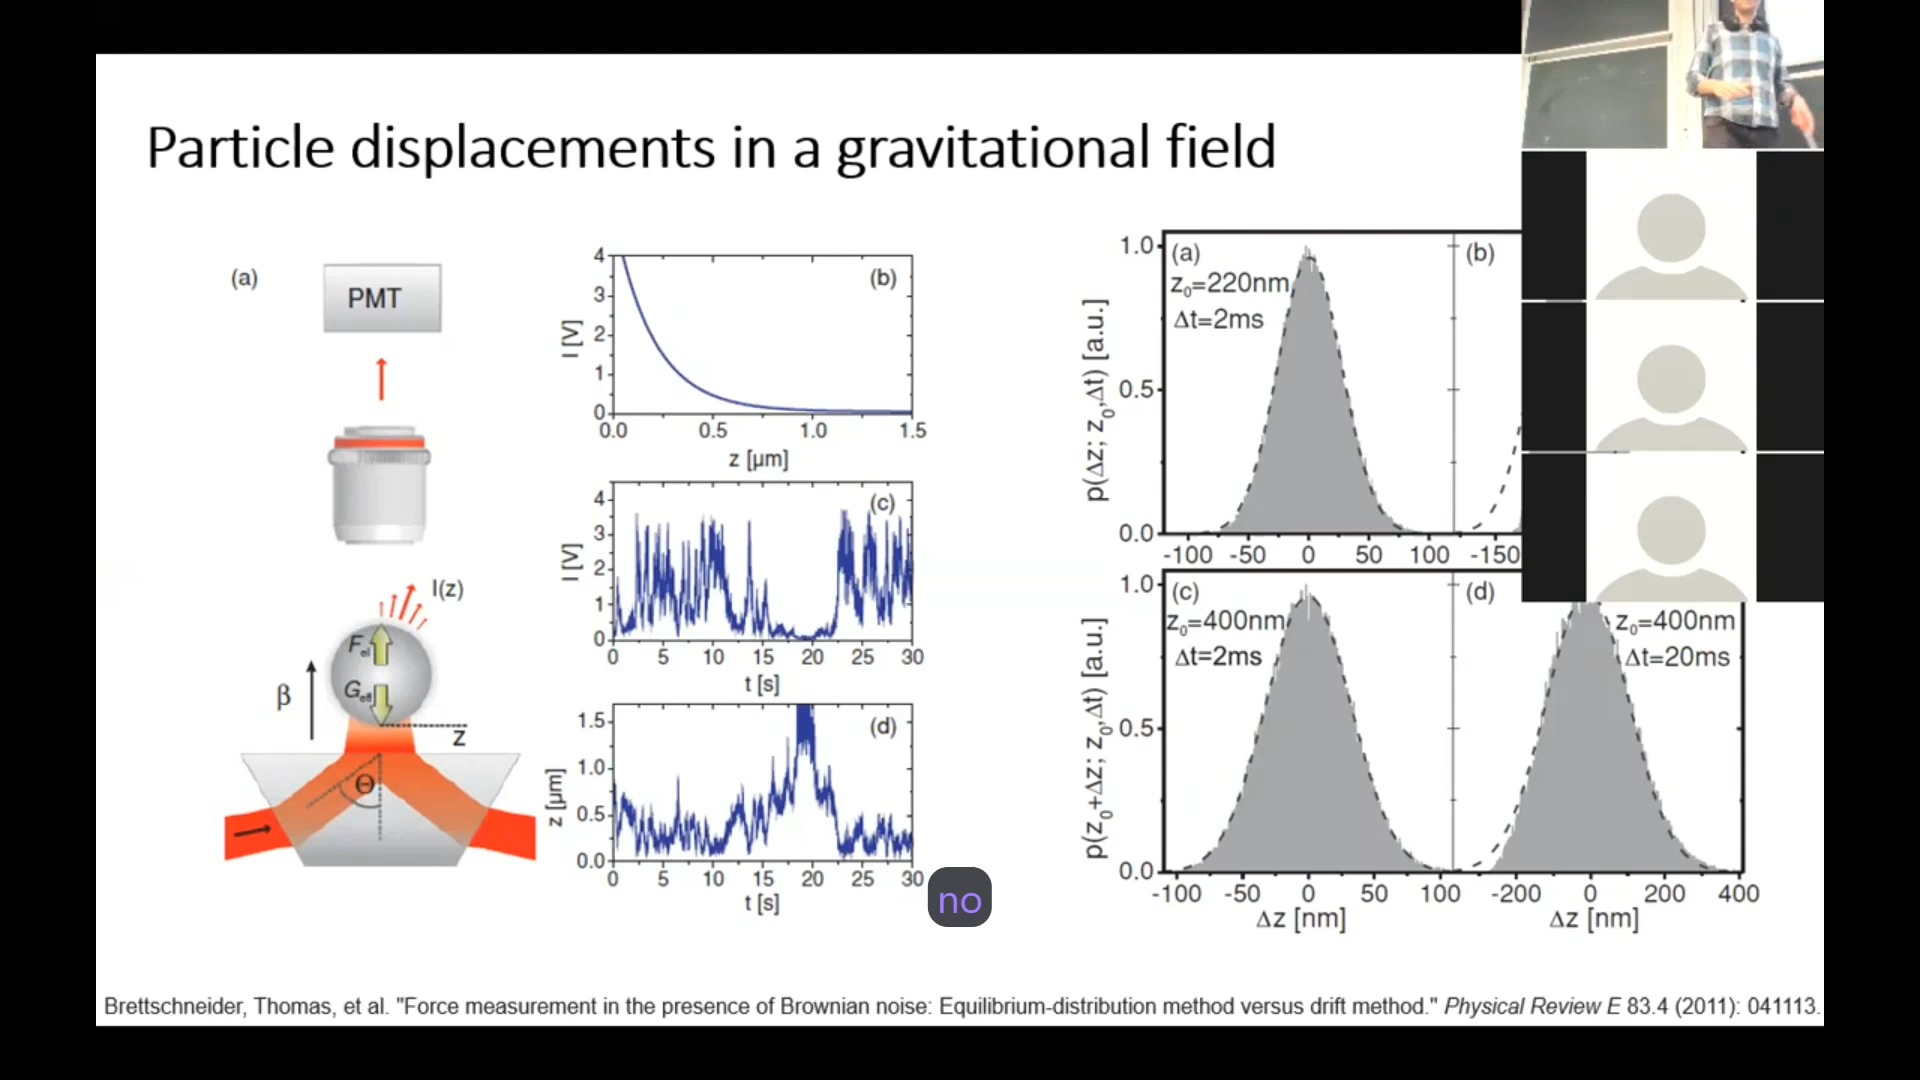 Particle displacements in a gravitational field
(a)
PMT
I(z)
Fel
Geff
β
z
Θ
(b)
I [V]
4
3
2
1
0
0.0 0.5 1.0 1.5
z [µm]
(c)
I [V]
4
3
2
1
0
0 5 10 15 20 25 30
t [s]
(d)
z [µm]
1.5
1.0
0.5
0.0
0 5 10 15 20 25 30
t [s]
no
p(Δz; z0,Δt) [a.u.]
1.0
0.5
0.0
(a)
z0=220nm
Δt=2ms
(b)
-100 -50 0 50 100 -150
p(z0+Δz; z0,Δt) [a.u.]
1.0
0.5
0.0
(c)
z0=400nm
Δt=2ms
(d)
z0=400nm
Δt=20ms
-100 -50 0 50 100 -200 0 200 400
Δz [nm] Δz [nm]
Brettschneider, Thomas, et al. "Force measurement in the presence of Brownian noise: Equilibrium-distribution method versus drift method." Physical Review E 83.4 (2011): 041113.